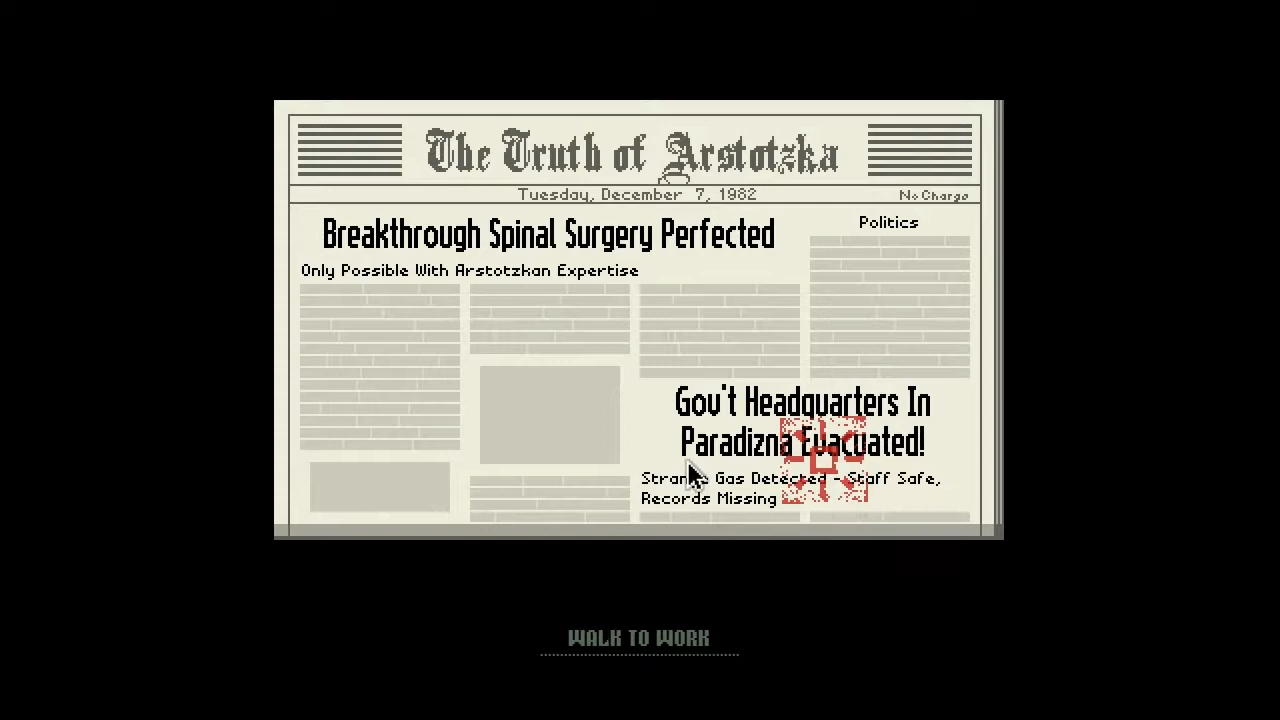 The Truth of Arstotzka
Tuesday, December 7, 1982
No Charge
Breakthrough Spinal Surgery Perfected
Only Possible With Arstotzkan Expertise
Politics
Gov't Headquarters In
Paradizna Evacuated!
Strange Gas Detected - Staff Safe,
Records Missing
WALK TO WORK